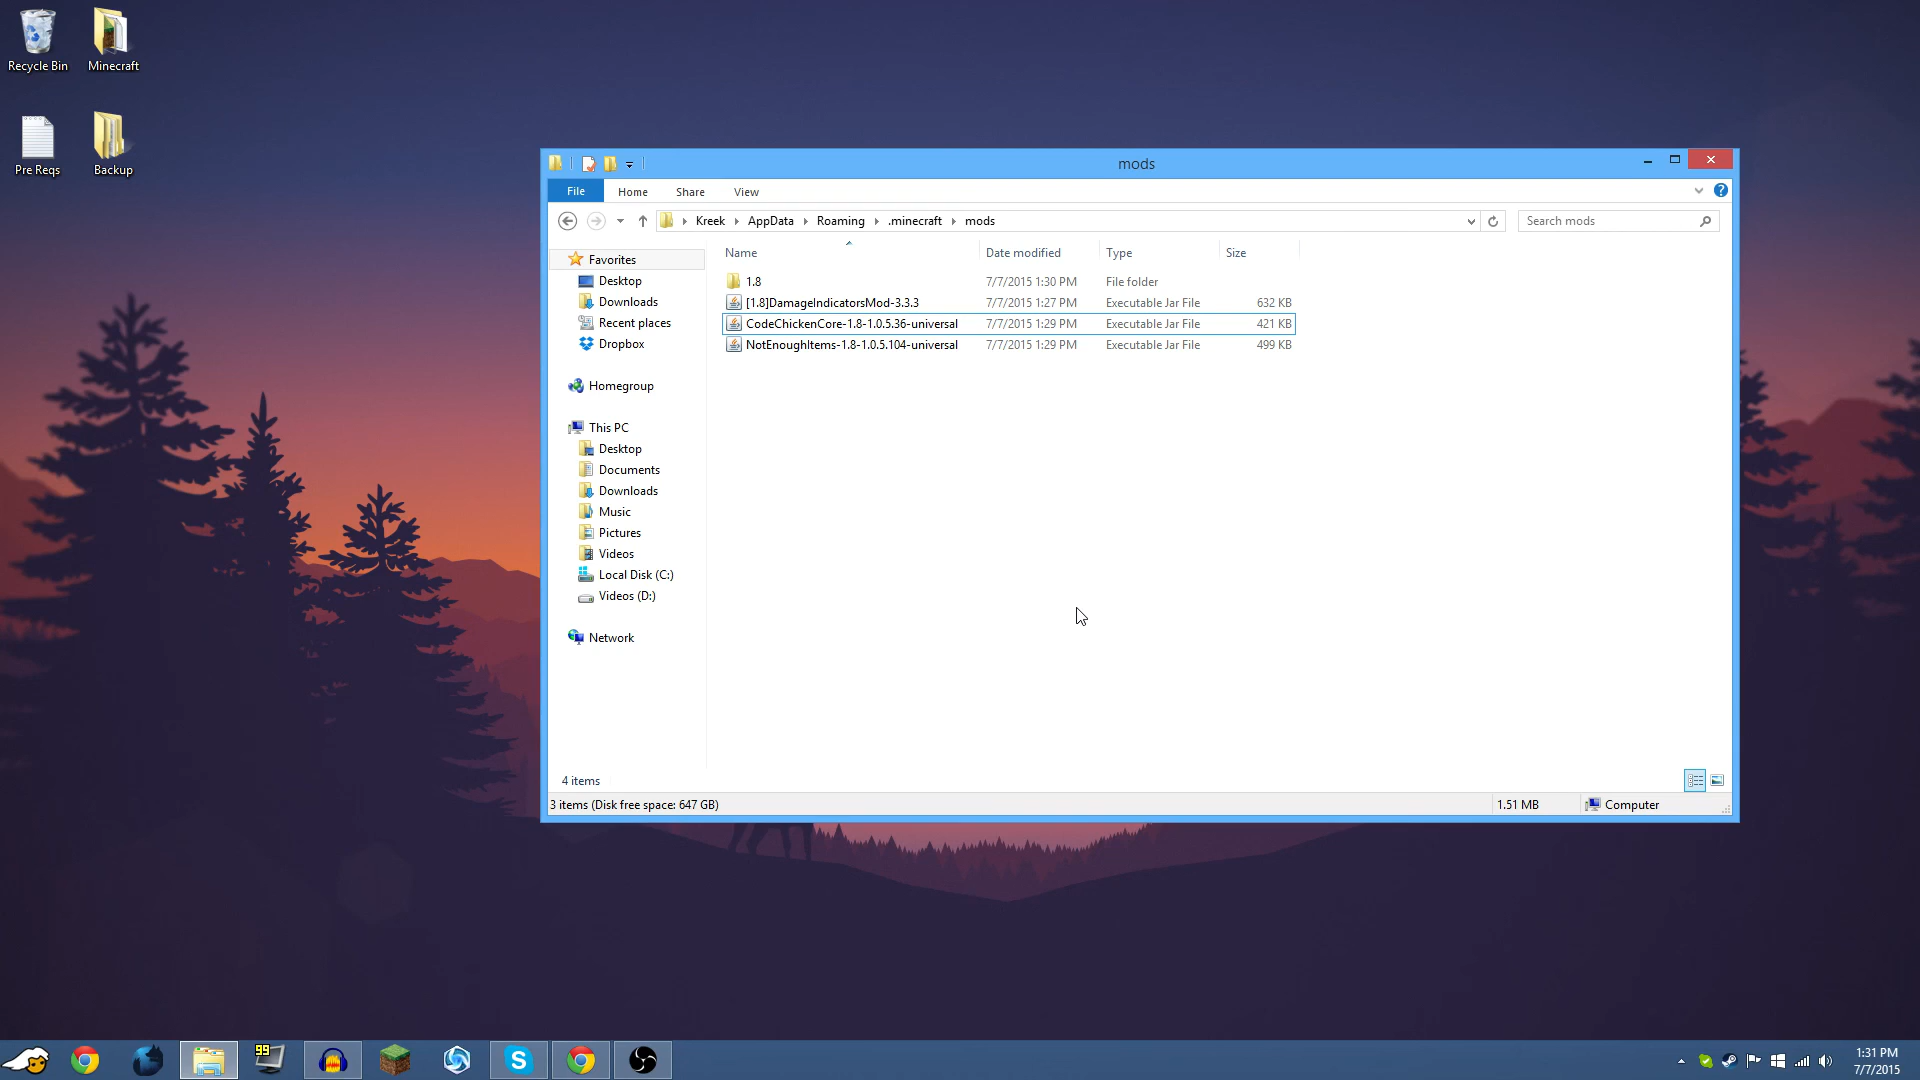 Recycle Bin
Minecraft
Pre Reqs
Backup
mods
File
Home
Share
View
Kreek
AppData
Roaming
.minecraft
mods
Search mods
Name
Date modified
Type
Size
1.8
7/7/2015 1:30 PM
File folder
[1.8]DamageIndicatorsMod-3.3.3
7/7/2015 1:27 PM
Executable Jar File
632 KB
CodeChickenCore-1.8-1.0.5.36-universal
7/7/2015 1:29 PM
Executable Jar File
421 KB
NotEnoughItems-1.8-1.0.5.104-universal
7/7/2015 1:29 PM
Executable Jar File
499 KB
Favorites
Desktop
Downloads
Recent places
Dropbox
Homegroup
This PC
Desktop
Documents
Downloads
Music
Pictures
Videos
Local Disk (C:)
Videos (D:)
Network
4 items
3 items (Disk free space: 647 GB)
1.51 MB
Computer
99
1:31 PM
7/7/2015